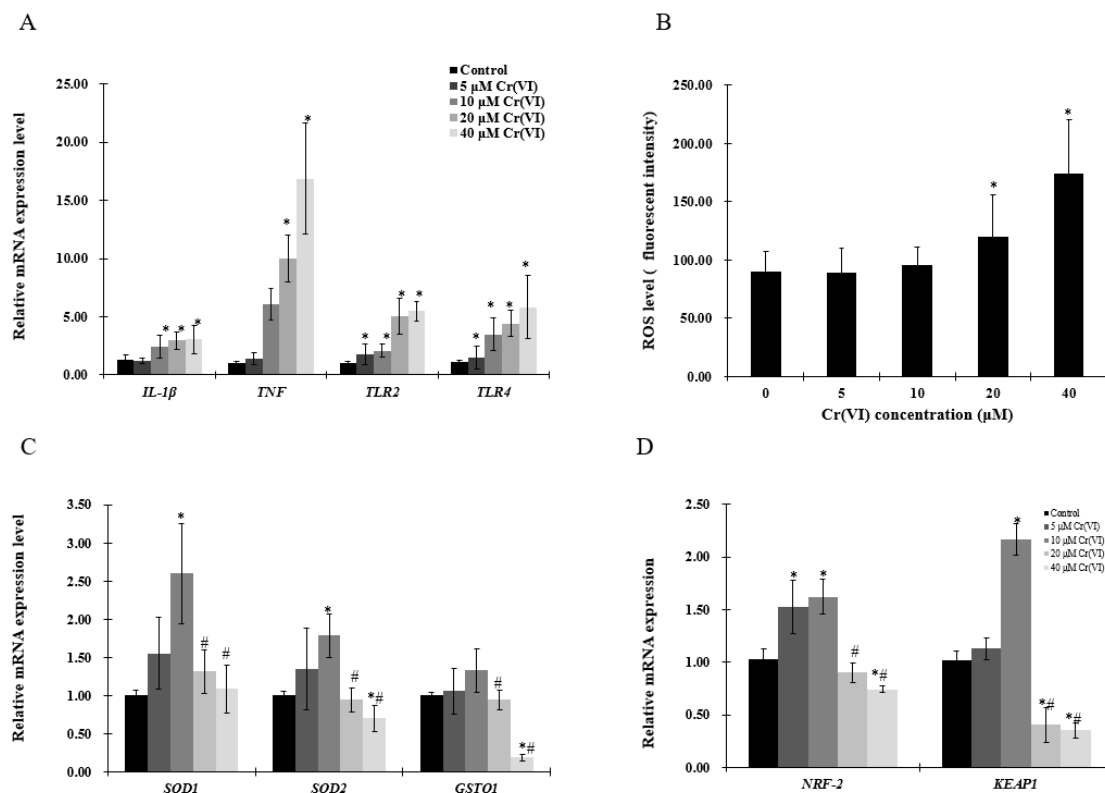 A
Control
5 μM Cr(VI)
10 μM Cr(VI)
20 μM Cr(VI)
40 μM Cr(VI)
Relative mRNA expression level
25.00
20.00
15.00
10.00
5.00
0.00
* * *
* *
* * * *
* * * *
IL-1β TNF TLR2 TLR4
B
ROS level ( fluorescent intensity)
250.00
200.00
150.00
100.00
50.00
0.00
* *
0 5 10 20 40
Cr(VI) concentration (μM)
C
Relative mRNA expression level
3.50
3.00
2.50
2.00
1.50
1.00
0.50
0.00
* # #
* # *#
# *#
SOD1 SOD2 GSTO1
D
Control
5 μM Cr(VI)
10 μM Cr(VI)
20 μM Cr(VI)
40 μM Cr(VI)
Relative mRNA expression
2.50
2.00
1.50
1.00
0.50
0.00
* * # *#
* *# *#
NRF-2 KEAP1